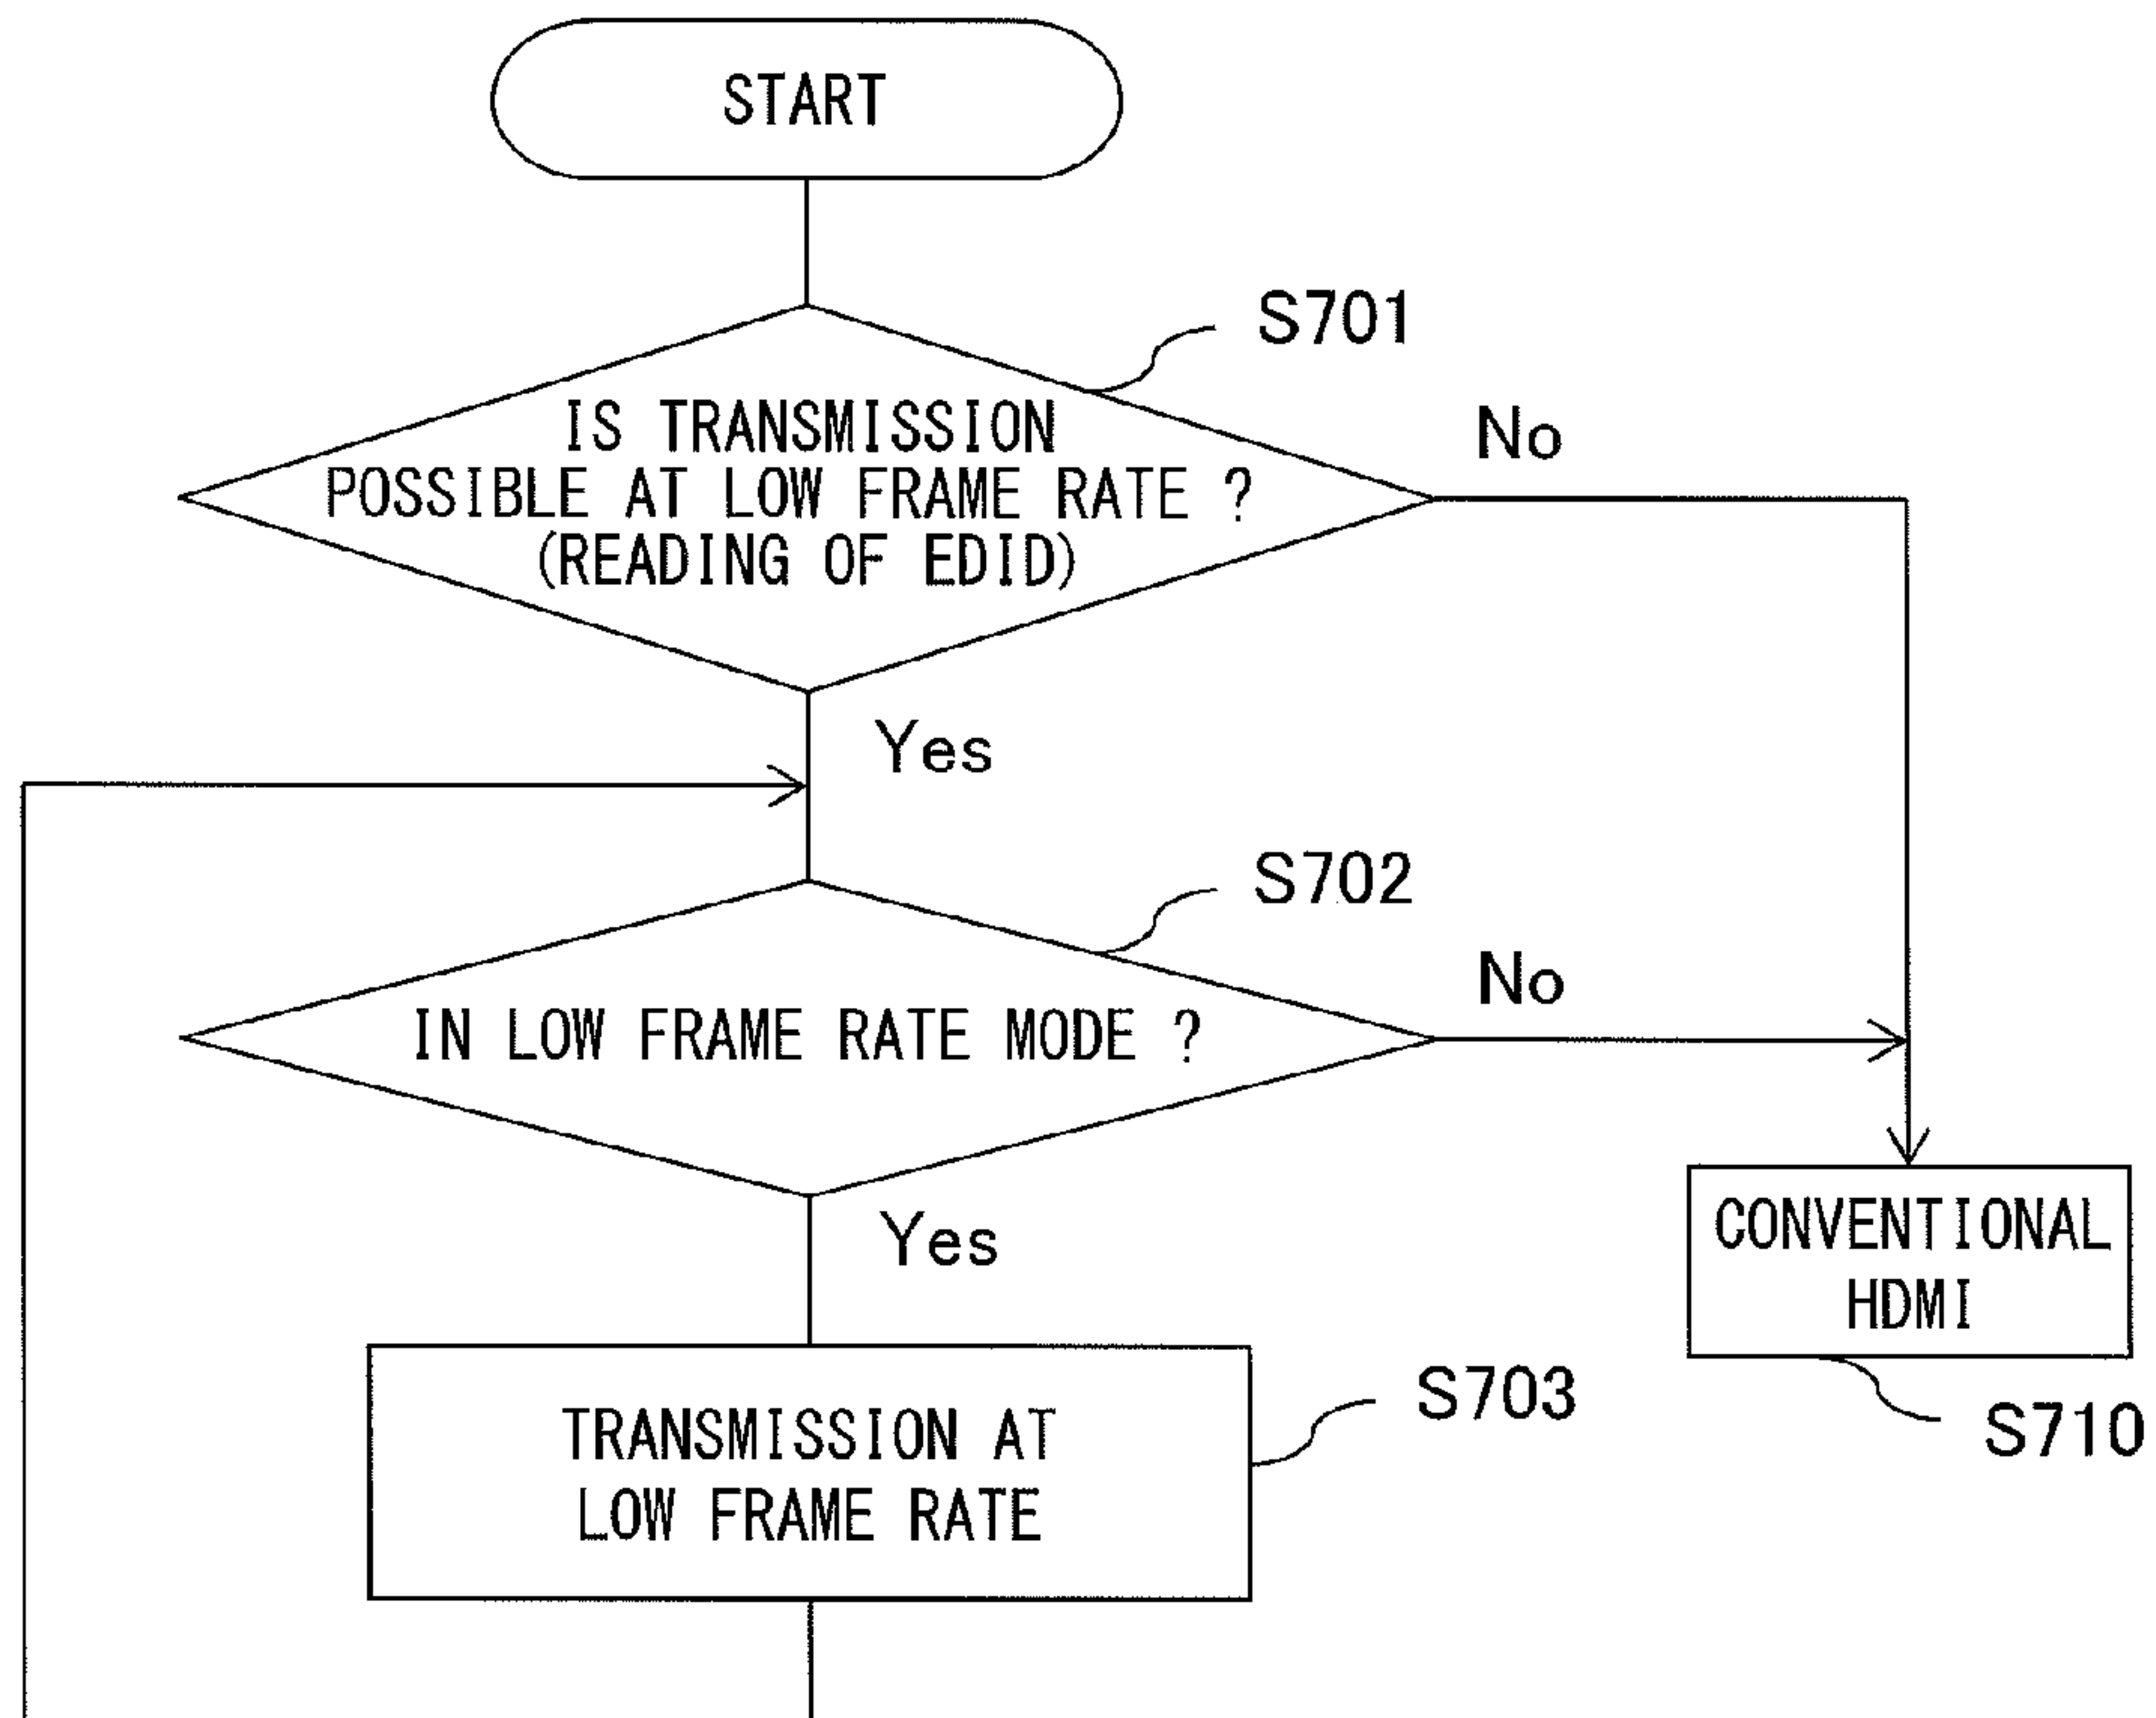 START
S701
IS TRANSMISSION
POSSIBLE AT LOW FRAME RATE ?
(READING OF EDID)
No
Yes
S702
IN LOW FRAME RATE MODE ?
No
Yes
CONVENTIONAL
HDMI
S710
TRANSMISSION AT
LOW FRAME RATE
S703